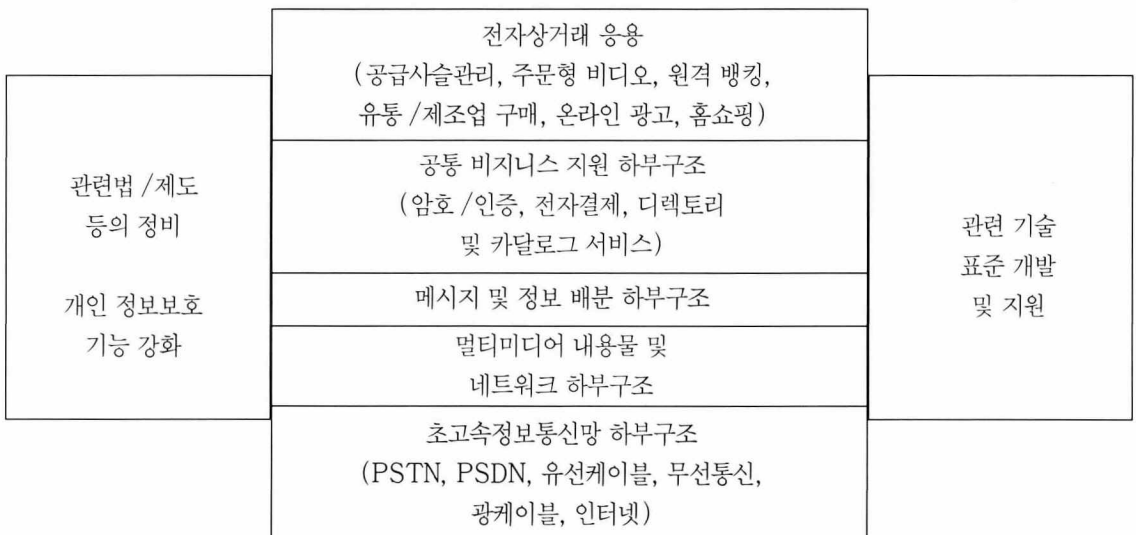 전자상거래 응용
(공급사슬관리, 주문형 비디오, 원격 뱅킹,
유통 /제조업 구매, 온라인 광고, 홈쇼핑)
관련법 /제도
등의 정비
개인 정보보호
기능 강화
공통 비지니스 지원 하부구조
(암호 /인증, 전자결제, 디렉토리
및 카달로그 서비스)
메시지 및 정보 배분 하부구조
멀티미디어 내용물 및
네트워크 하부구조
초고속정보통신망 하부구조
(PSTN, PSDN, 유선케이블, 무선통신,
광케이블, 인터넷)
관련 기술
표준 개발
및 지원